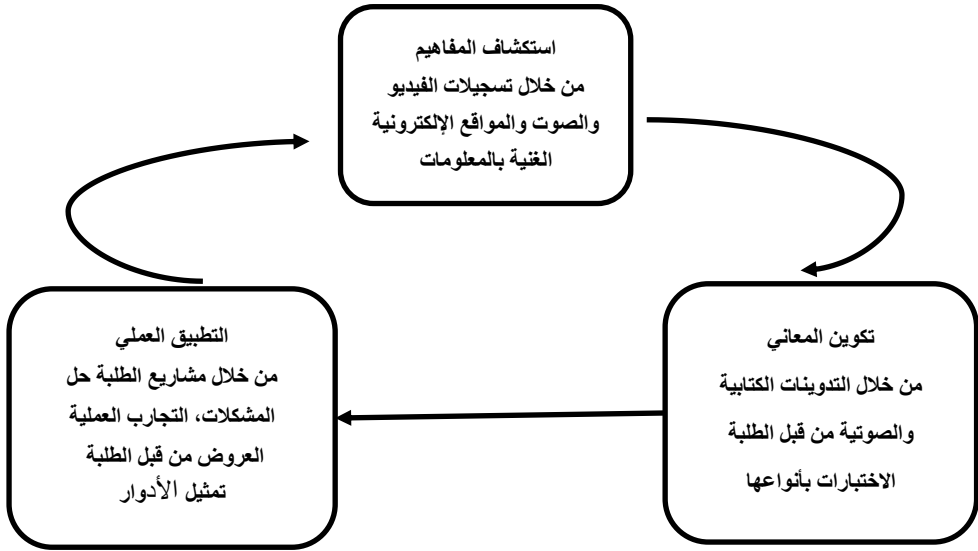 استكشاف المفاهيم
من خلال تسجيلات الفيديو
والصوت والمواقع الإلكترونية
الغنية بالمعلومات
تكوين المعاني
من خلال التدوينات الكتابية
والصوتية من قبل الطلبة
الاختبارات بأنواعها
التطبيق العملي
من خلال مشاريع الطلبة حل
المشكلات، التجارب العملية
العروض من قبل الطلبة
تمثيل الأدوار